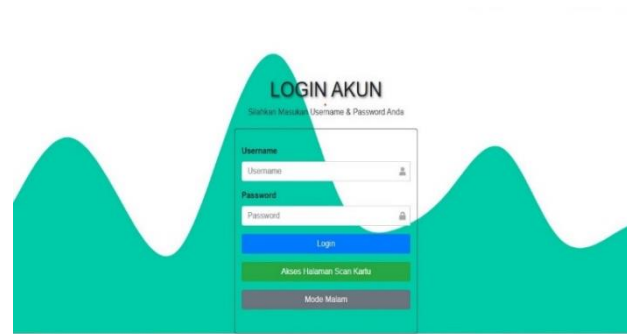 LOGIN AKUN
Silahkan Masukan Username & Password Anda
Username
Username
Password
Password
Login
Akses Halaman Scan Kartu
Mode Malam